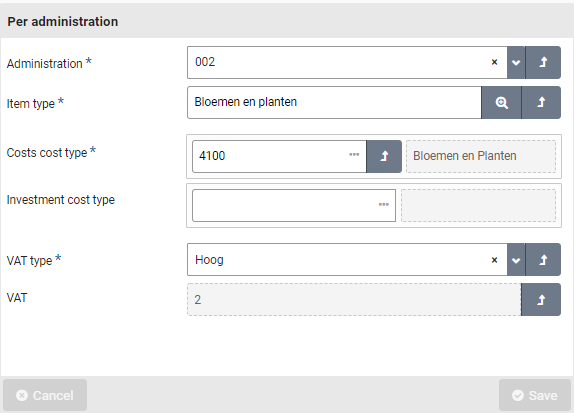 Per administration
Administration * 002
Item type * Bloemen en planten
Costs cost type * 4100 Bloemen en Planten
Investment cost type
VAT type * Hoog
VAT 2
Cancel Save